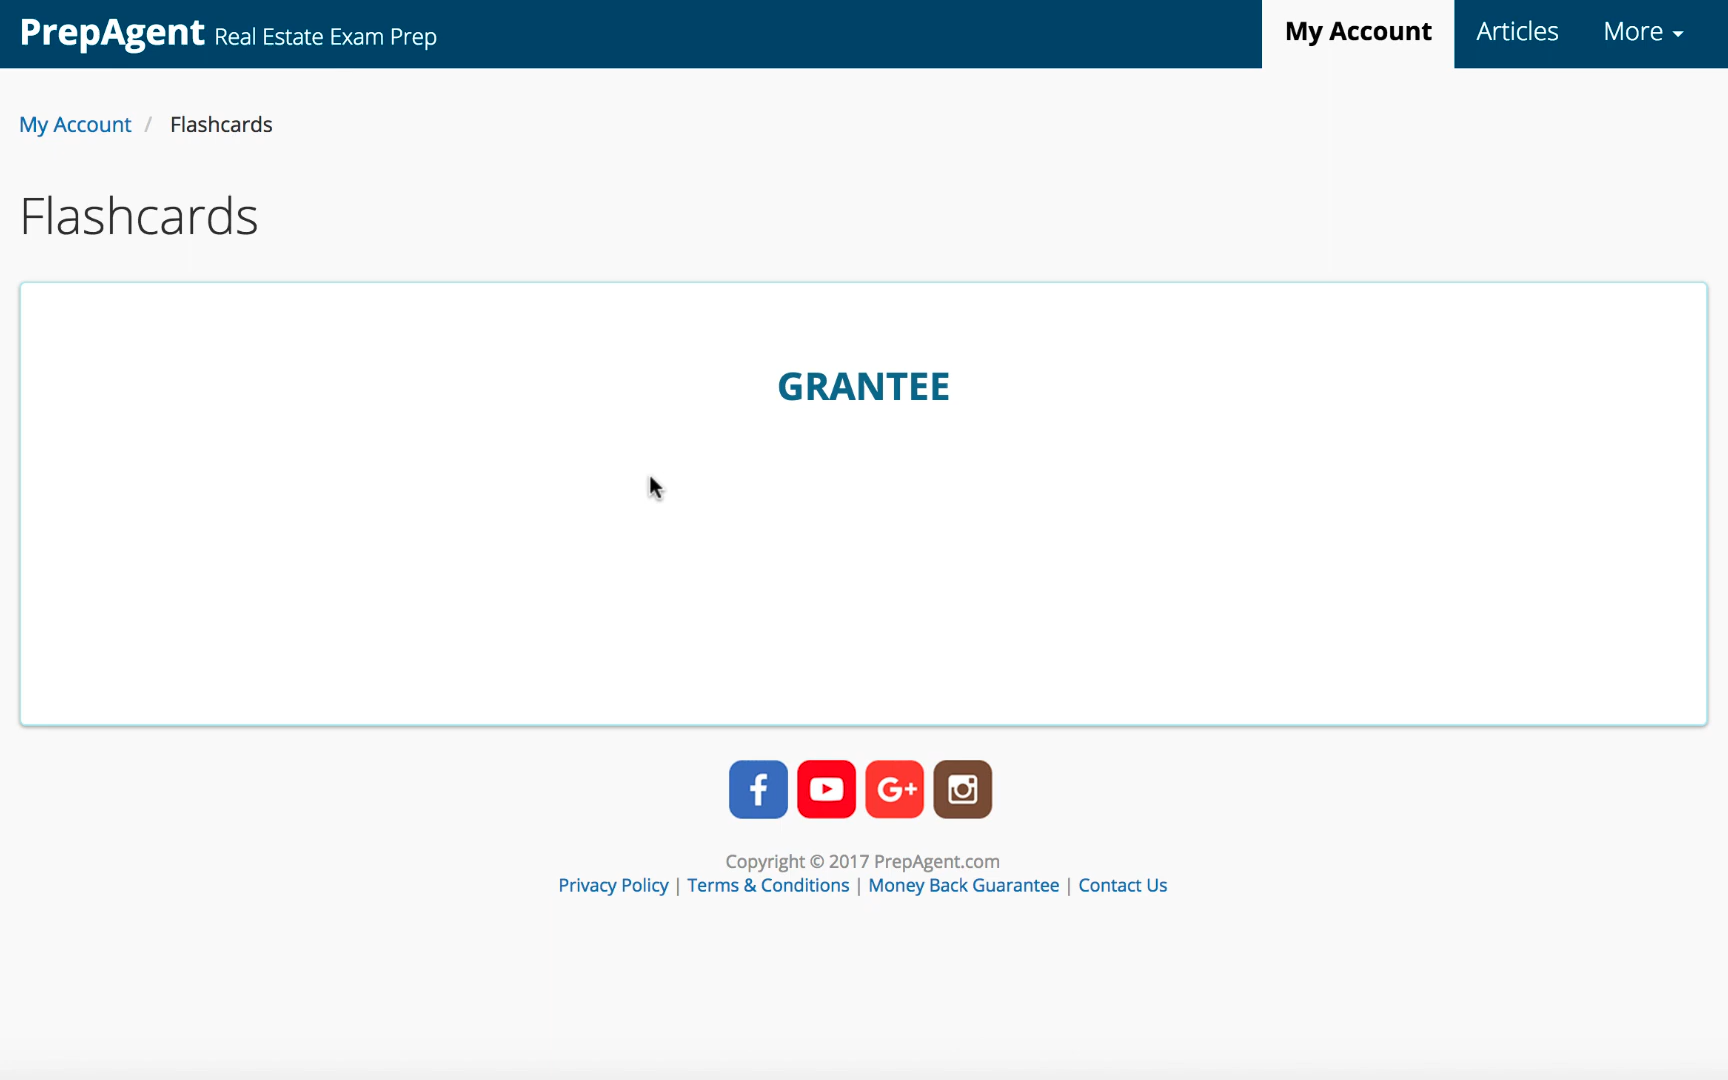 PrepAgent Real Estate Exam Prep
My Account Articles More
My Account / Flashcards
Flashcards
GRANTEE
f G+
Copyright © 2017 PrepAgent.com
Privacy Policy | Terms & Conditions | Money Back Guarantee | Contact Us